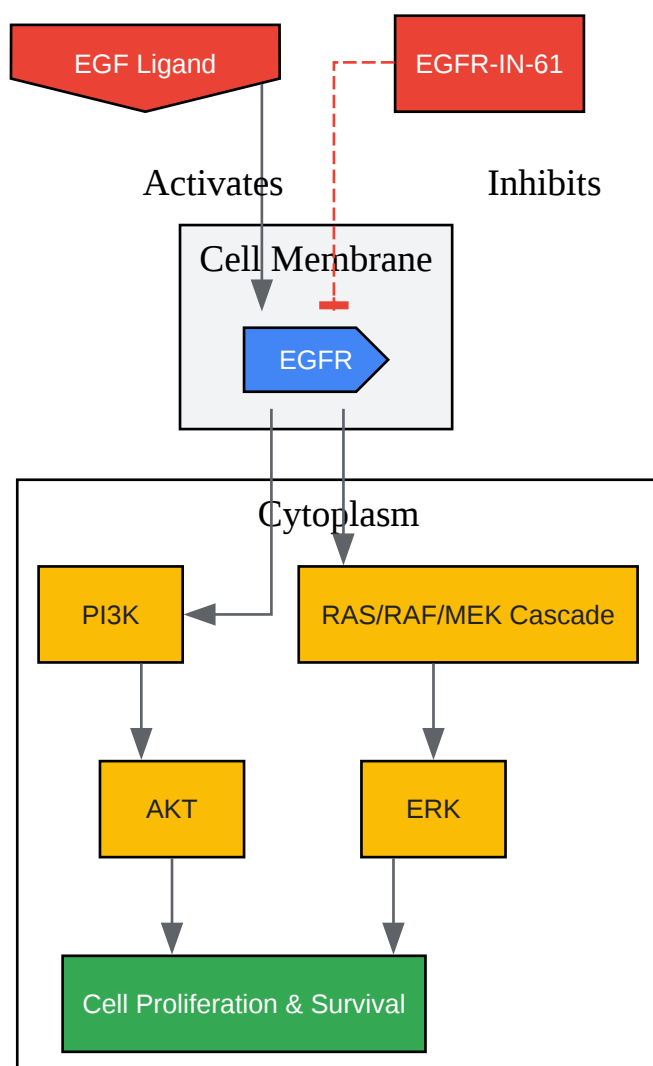 EGF Ligand
EGFR-IN-61
Activates
Inhibits
Cell Membrane
EGFR
Cytoplasm
PI3K
RAS/RAF/MEK Cascade
AKT
ERK
Cell Proliferation & Survival